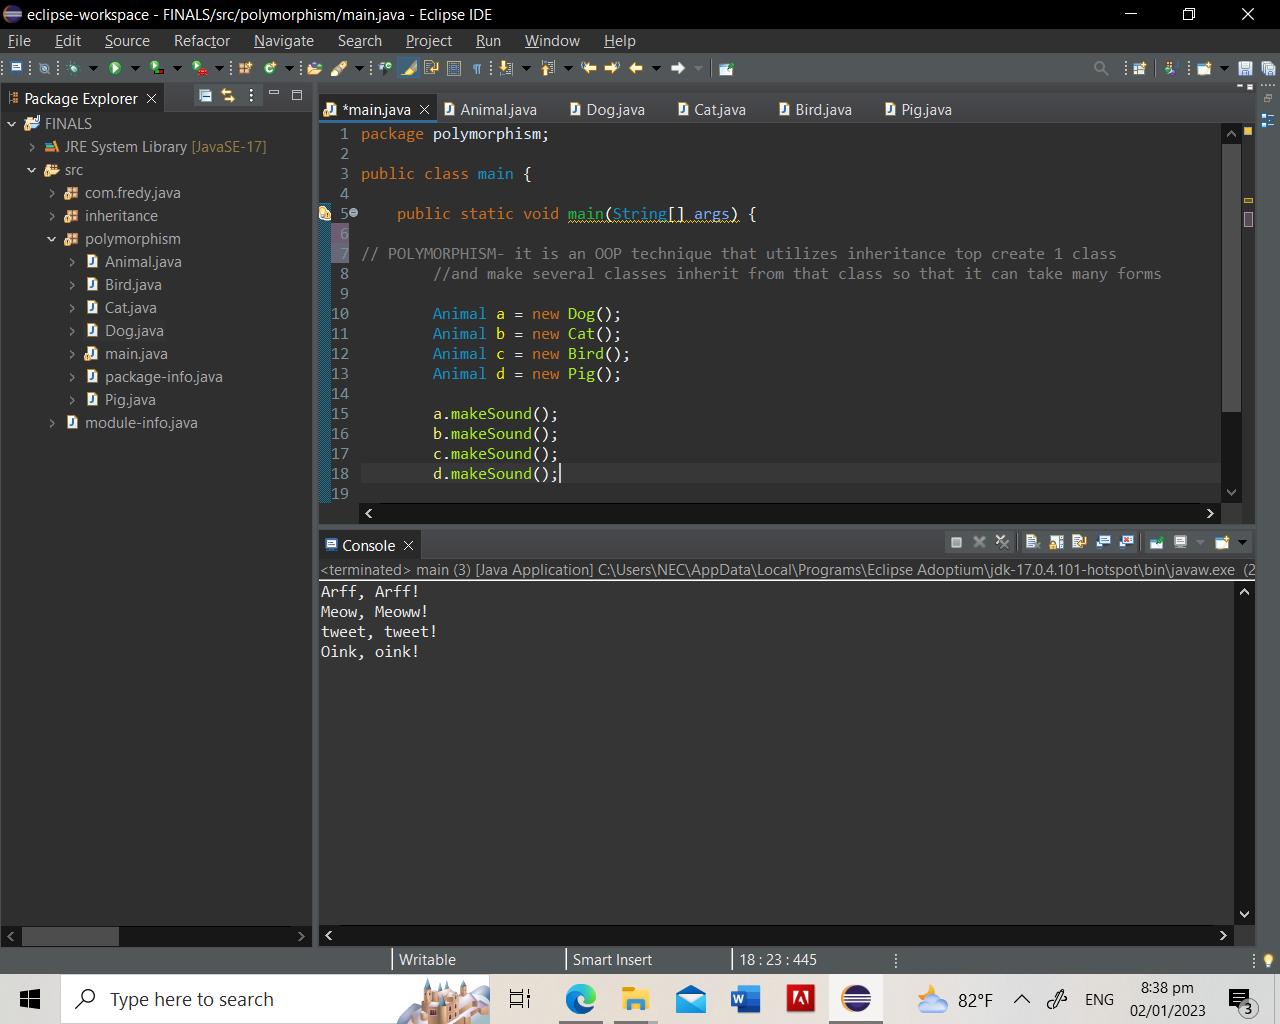 eclipse-workspace - FINALS/src/polymorphism/main.java - Eclipse IDE
File Edit Source Refactor Navigate Search Project Run Window Help
Package Explorer
FINALS
JRE System Library [JavaSE-17]
src
com.fredy.java
inheritance
polymorphism
Animal.java
Bird.java
Cat.java
Dog.java
main.java
package-info.java
Pig.java
module-info.java
*main.java Animal.java Dog.java Cat.java Bird.java Pig.java
1 package polymorphism;
2
3 public class main {
4
5 public static void main(String[] args) {
6
7 // POLYMORPHISM- it is an OOP technique that utilizes inheritance top create 1 class
8 //and make several classes inherit from that class so that it can take many forms
9
10 Animal a = new Dog();
11 Animal b = new Cat();
12 Animal c = new Bird();
13 Animal d = new Pig();
14
15 a.makeSound();
16 b.makeSound();
17 c.makeSound();
18 d.makeSound();
19
Console
<terminated> main (3) [Java Application] C:\Users\NEC\AppData\Local\Programs\Eclipse Adoptium\jdk-17.0.4.101-hotspot\bin\javaw.exe (2
Arff, Arff!
Meow, Meoww!
tweet, tweet!
Oink, oink!
Writable Smart Insert 18 : 23 : 445
Type here to search
82°F ENG 8:38 pm
02/01/2023
3